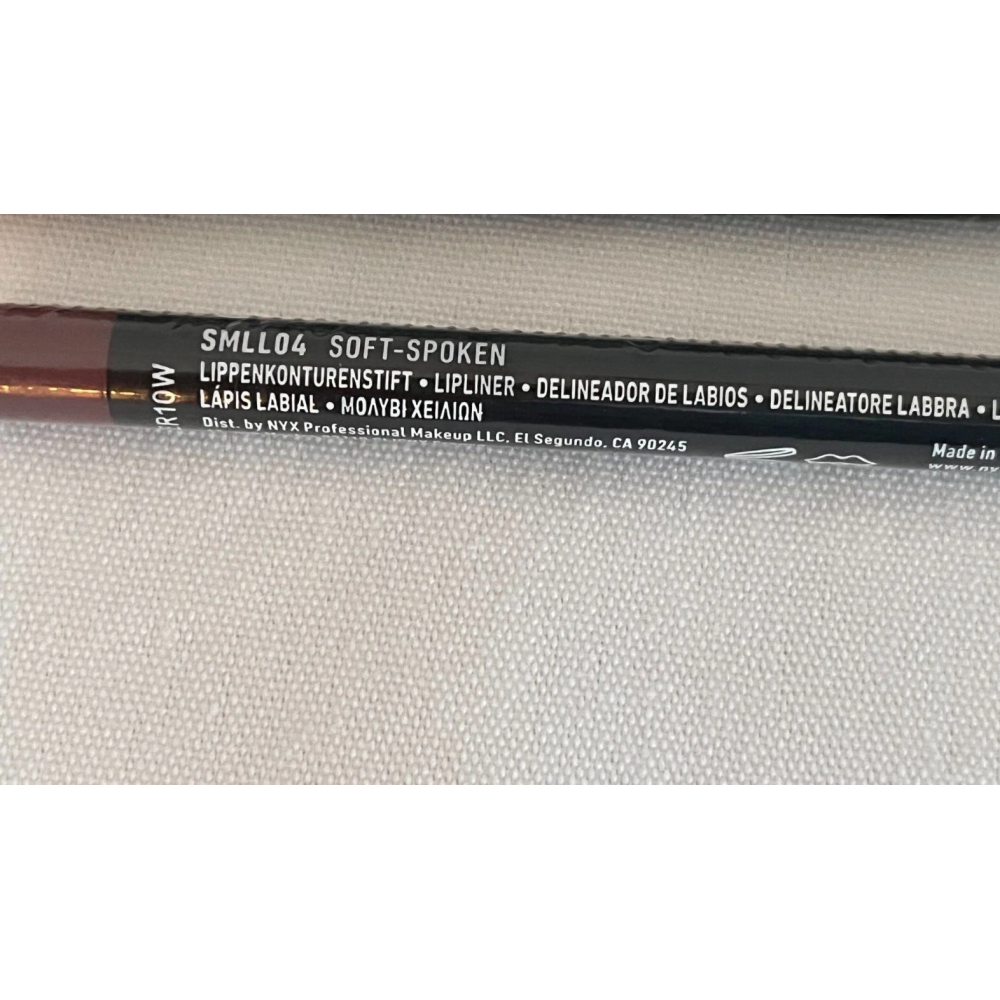 SMLL04 SOFT-SPOKEN
LIPPENKONTURENSTIFT • LIPLINER • DELINEADOR DE LABIOS • DELINEATORE LABBRA •
LÁPIS LABIAL • ΜΟΛΥΒΙ ΧΕΙΛΙΩΝ
Dist. by NYX Professional Makeup LLC, El Segundo, CA 90245
Made in
R10W